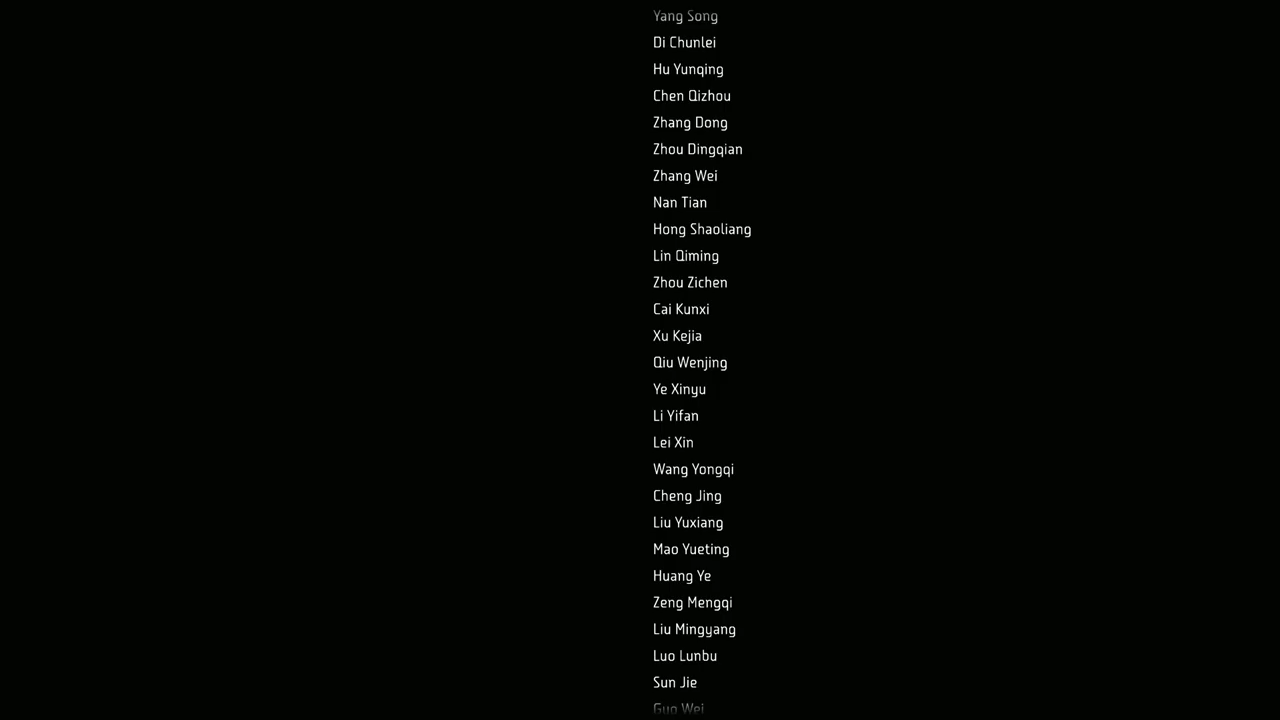 Yang Song
Di Chunlei
Hu Yunqing
Chen Qizhou
Zhang Dong
Zhou Dingqian
Zhang Wei
Nan Tian
Hong Shaoliang
Lin Qiming
Zhou Zichen
Cai Kunxi
Xu Kejia
Qiu Wenjing
Ye Xinyu
Li Yifan
Lei Xin
Wang Yongqi
Cheng Jing
Liu Yuxiang
Mao Yueting
Huang Ye
Zeng Mengqi
Liu Mingyang
Luo Lunbu
Sun Jie
Guo Wei